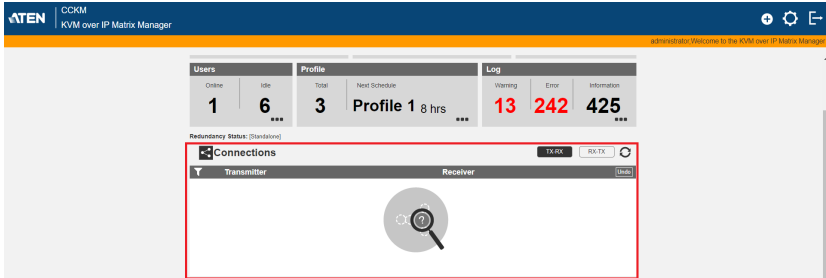 ATEN
CCKM
KVM over IP Matrix Manager
administrator,Welcome to the KVM over IP Matrix Manager
Users
Profile
Log
Online
Idle
Total
Next Schedule
Warning
Error
Information
1
6
3
Profile 1 8 hrs
13
242
425
Redundancy Status: [Standalone]
Connections
TX-RX
RX-TX
Transmitter
Receiver
Undo
?